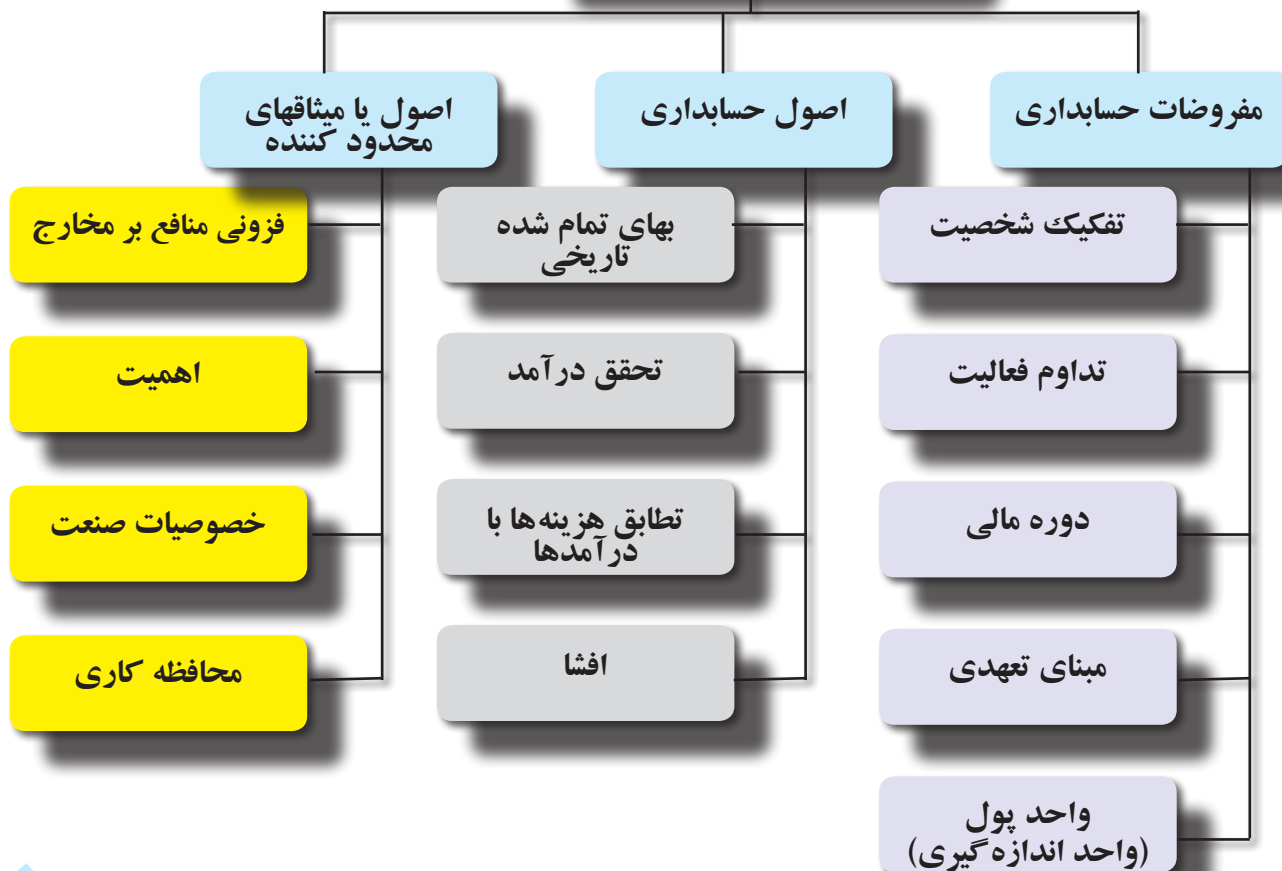 مفروضات حسابداری
تفکیک شخصیت
تداوم فعالیت
دوره مالی
مبنای تعهدی
واحد پول
(واحد اندازه‌گیری)
اصول حسابداری
بهای تمام شده
تاریخی
تحقق درآمد
تطابق هزینه‌ها با
درآمدها
افشا
اصول یا میثاقهای
محدود کننده
فزونی منافع بر مخارج
اهمیت
خصوصیات صنعت
محافظه کاری